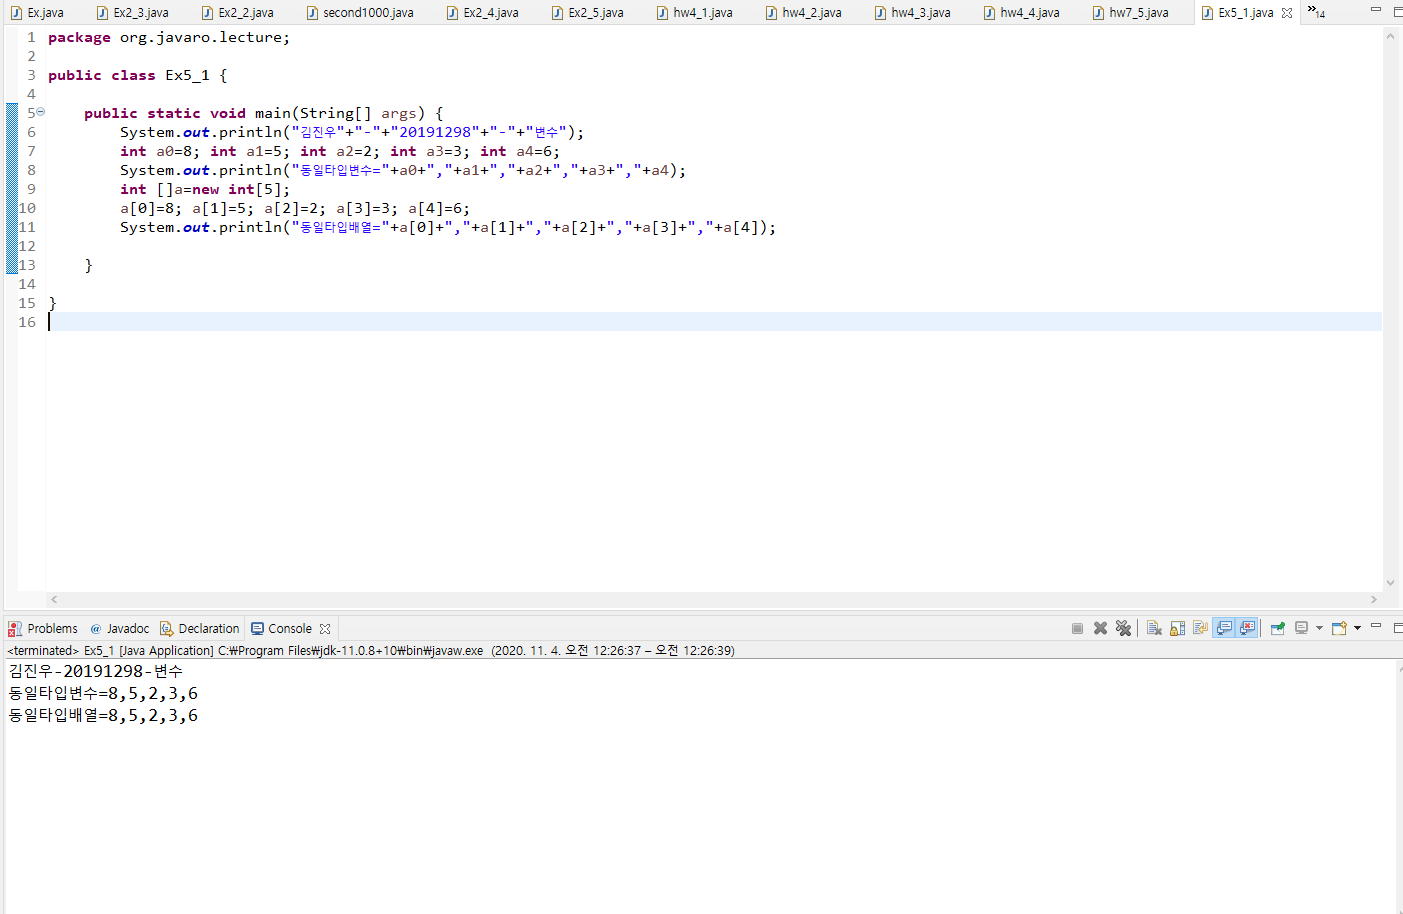 Ex.java Ex2_3.java Ex2_2.java second1000.java Ex2_4.java Ex2_5.java hw4_1.java hw4_2.java hw4_3.java hw4_4.java hw7_5.java Ex5_1.java »14
1 package org.javaro.lecture;
2
3 public class Ex5_1 {
4
5 public static void main(String[] args) {
6 System.out.println("김진우"+"-"+"20191298"+"-"+"변수");
7 int a0=8; int a1=5; int a2=2; int a3=3; int a4=6;
8 System.out.println("동일타입변수="+a0+","+a1+","+a2+","+a3+","+a4);
9 int []a=new int[5];
10 a[0]=8; a[1]=5; a[2]=2; a[3]=3; a[4]=6;
11 System.out.println("동일타입배열="+a[0]+","+a[1]+","+a[2]+","+a[3]+","+a[4]);
12
13 }
14
15 }
16
Problems @ Javadoc Declaration Console
<terminated> Ex5_1 [Java Application] C:₩Program Files₩jdk-11.0.8+10₩bin₩javaw.exe (2020. 11. 4. 오전 12:26:37 – 오전 12:26:39)
김진우-20191298-변수
동일타입변수=8,5,2,3,6
동일타입배열=8,5,2,3,6